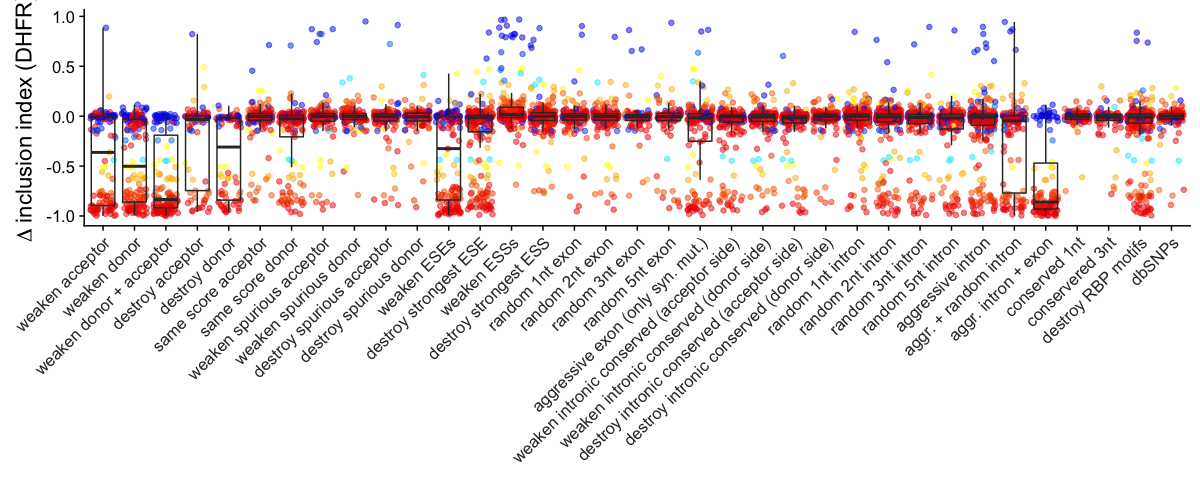 Δ inclusion index (DHFR)
1.0
0.5
0.0
-0.5
-1.0
weaken acceptor
weaken donor
weaken donor + acceptor
destroy acceptor
destroy donor
same score acceptor
same score donor
weaken spurious acceptor
weaken spurious donor
destroy spurious acceptor
destroy spurious donor
weaken ESEs
destroy strongest ESE
weaken ESSs
destroy strongest ESS
random 1nt exon
random 2nt exon
random 3nt exon
random 5nt exon
aggressive exon (only syn. mut.)
weaken intronic conserved (acceptor side)
weaken intronic conserved (donor side)
destroy intronic conserved (acceptor side)
destroy intronic conserved (donor side)
random 1nt intron
random 2nt intron
random 3nt intron
random 5nt intron
aggressive intron
aggr. + random intron
aggr. intron + exon
conserved 1nt
conserved 3nt
destroy RBP motifs
dbSNPs